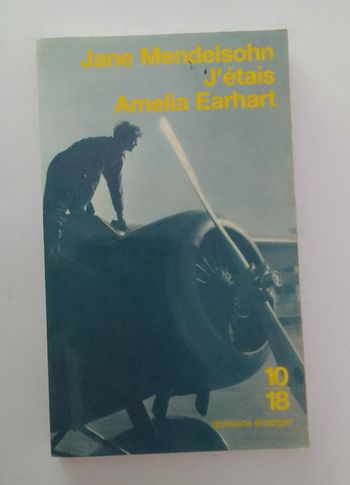 Jane Mendelsohn
J'étais
Amelia Earhart
10
18
domaine étranger